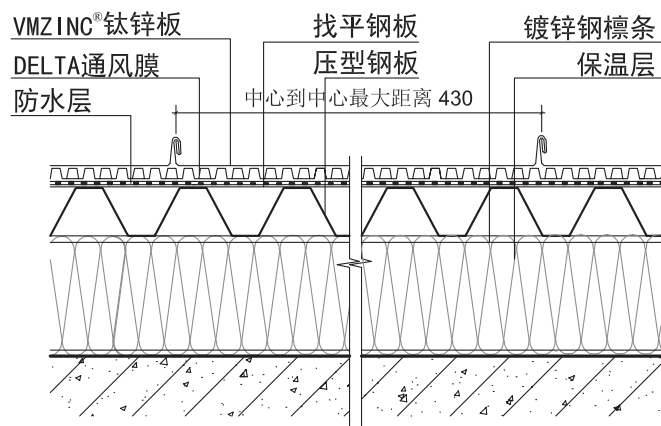 VMZINC® 钛锌板
找平钢板
镀锌钢檩条
DELTA通风膜
压型钢板
保温层
防水层
中心到中心最大距离 430